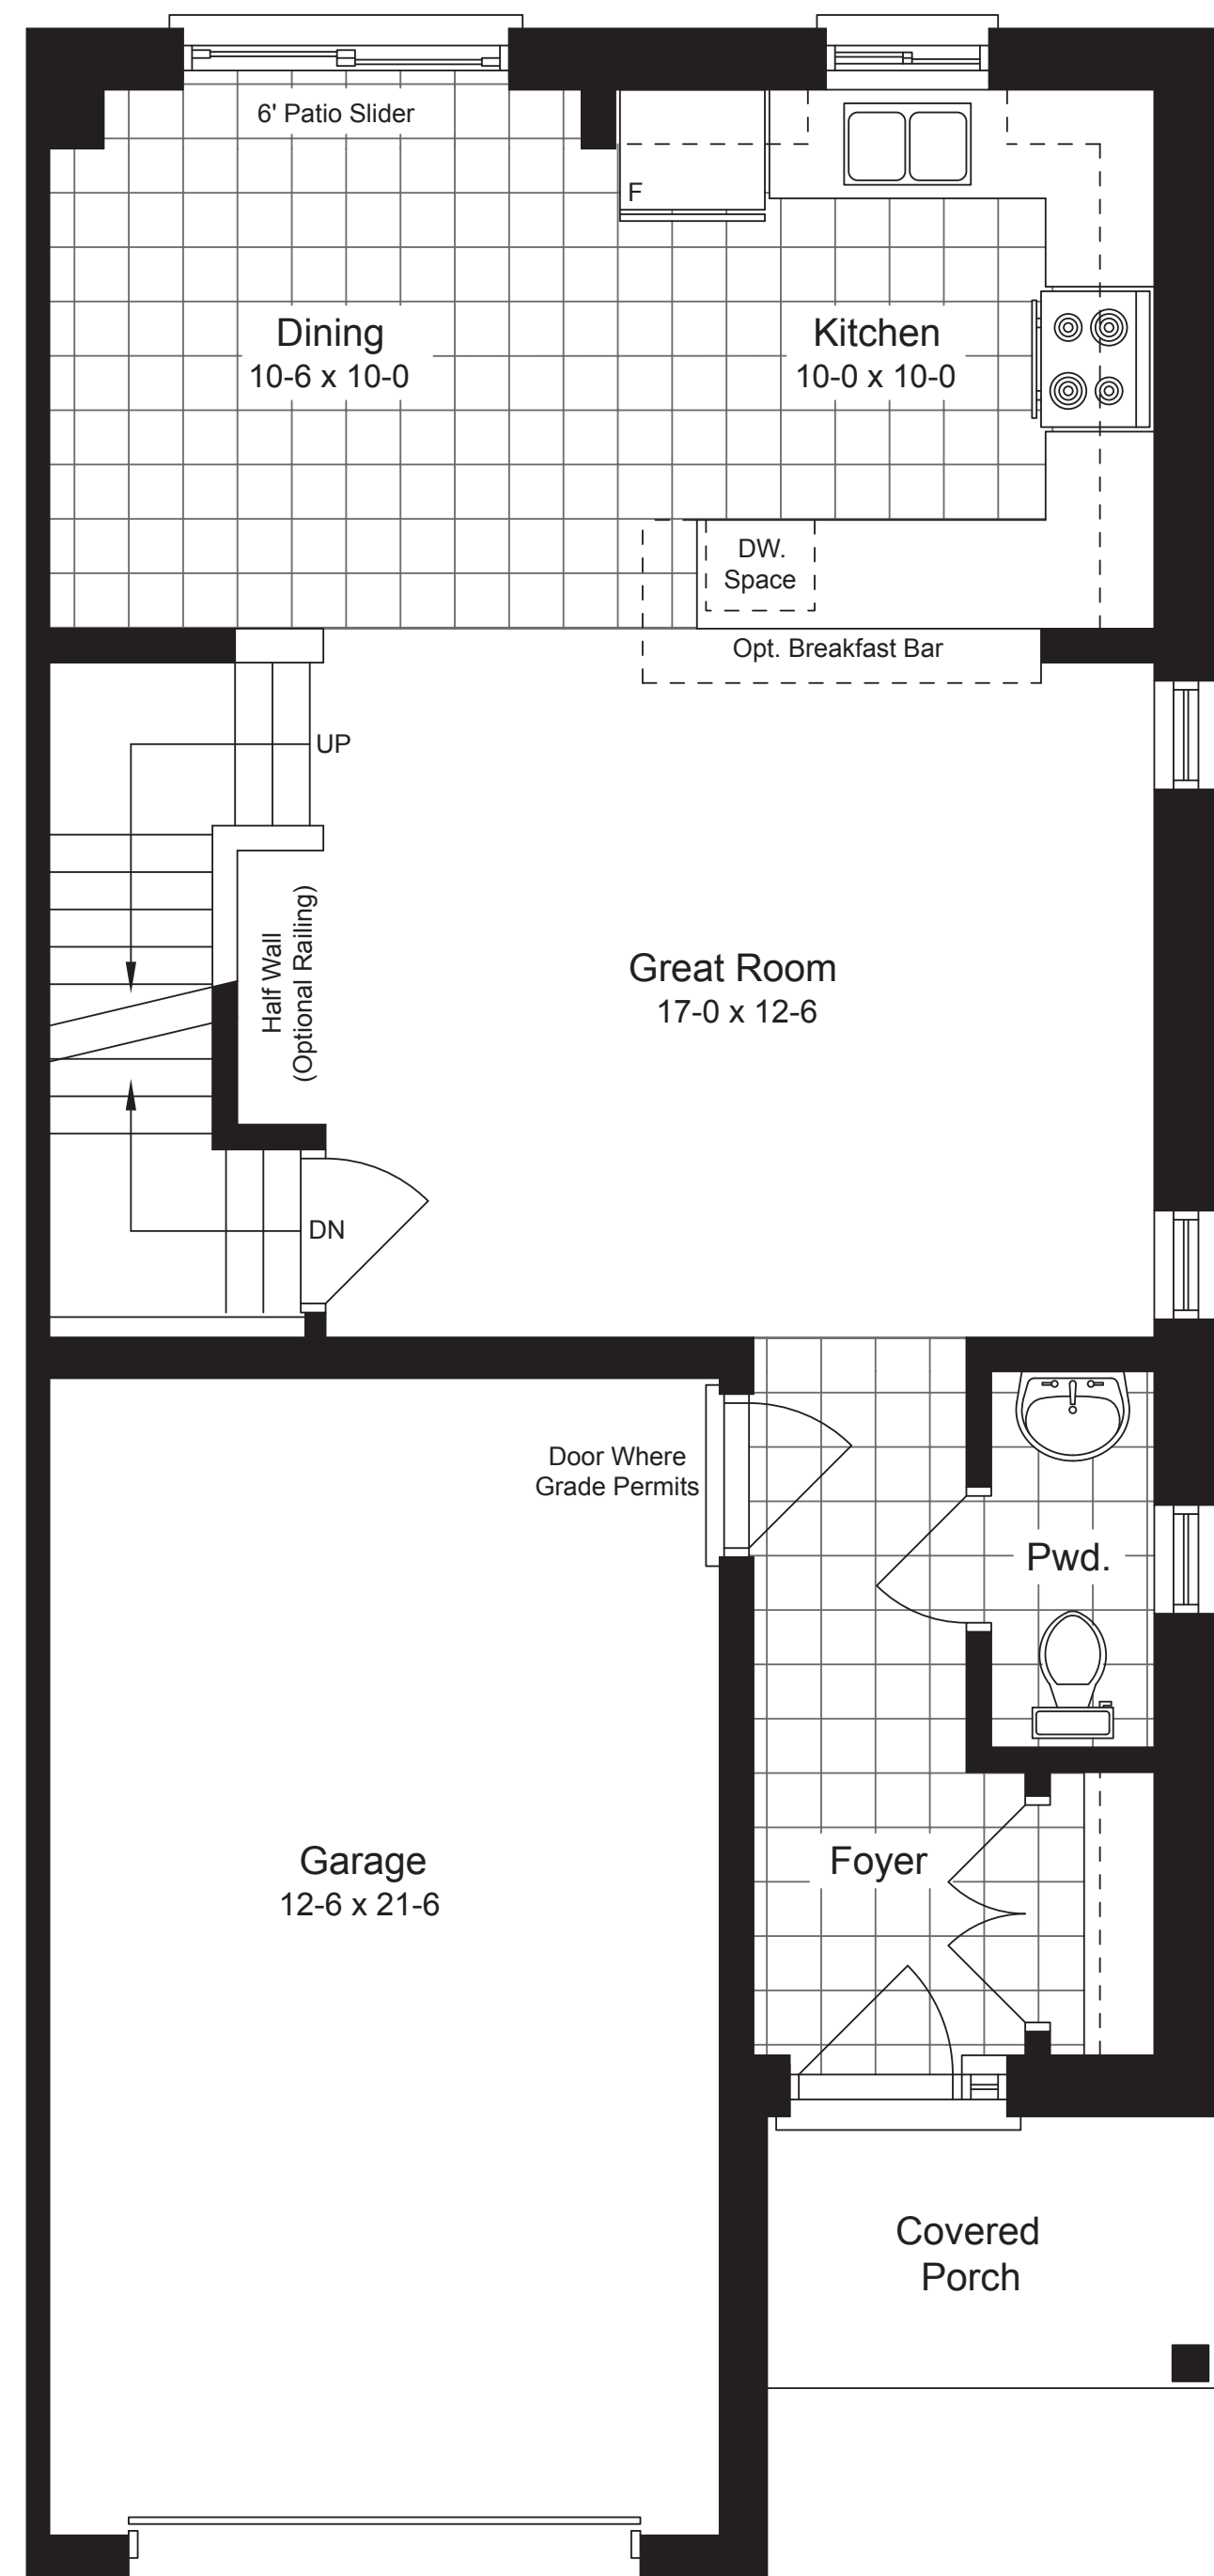 6' Patio Slider
F
Dining
10-6 x 10-0
Kitchen
10-0 x 10-0
DW.
Space
Opt. Breakfast Bar
UP
Half Wall
(Optional Railing)
Great Room
17-0 x 12-6
DN
Door Where
Grade Permits
Pwd.
Garage
12-6 x 21-6
Foyer
Covered
Porch